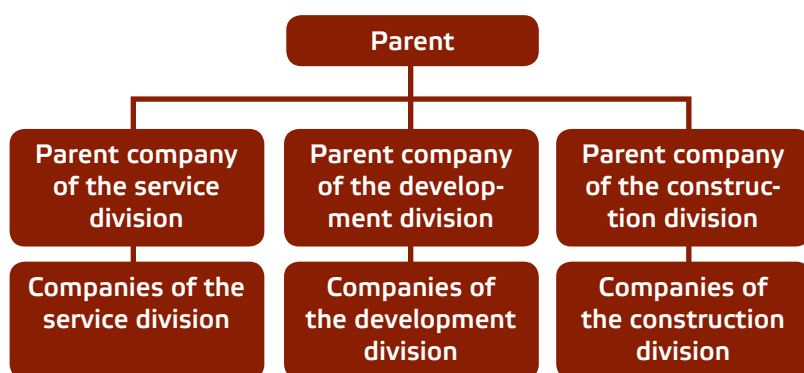 Parent
Parent company
of the service
division
Parent company
of the develop-
ment division
Parent company
of the construc-
tion division
Companies of the
service division
Companies of
the development
division
Companies of
the construction
division